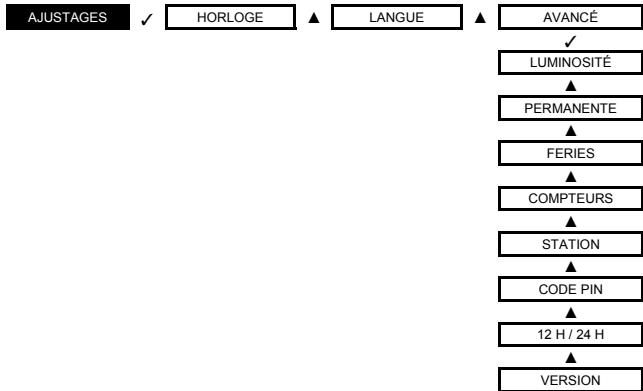 AJUSTAGES ✓ HORLOGE ▲ LANGUE ▲ AVANCÉ
✓
LUMINOSITÉ
▲
PERMANENTE
▲
FERIES
▲
COMPTEURS
▲
STATION
▲
CODE PIN
▲
12 H / 24 H
▲
VERSION